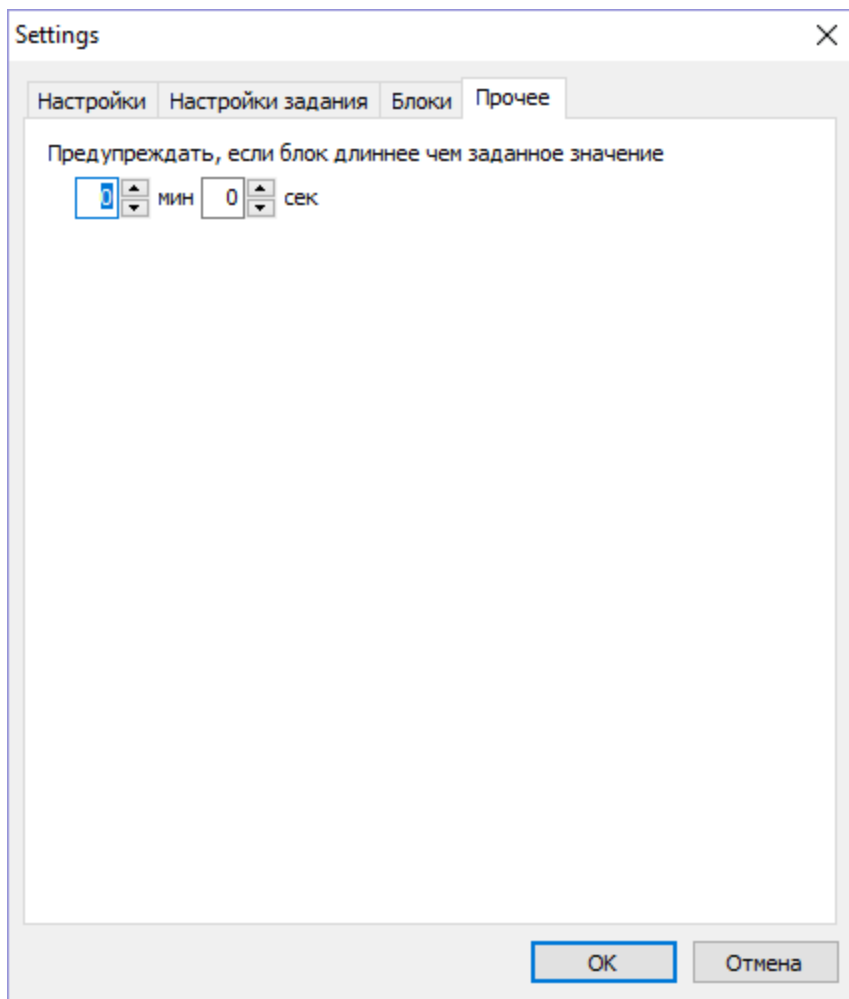 Settings
Настройки Настройки задания Блоки Прочее
Предупреждать, если блок длиннее чем заданное значение
0 мин 0 сек
OK Отмена